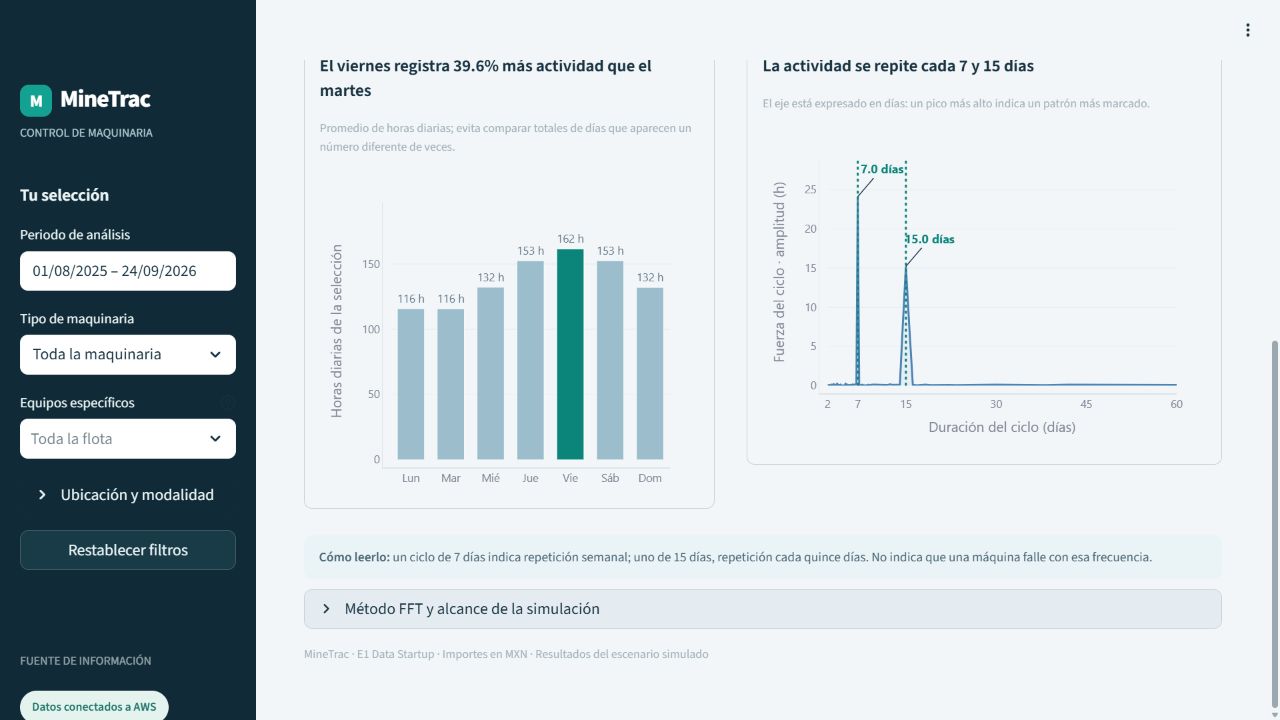 M MineTrac
CONTROL DE MAQUINARIA
Tu selección
Periodo de análisis
01/08/2025 – 24/09/2026
Tipo de maquinaria
Toda la maquinaria
Equipos específicos
Toda la flota
Ubicación y modalidad
Restablecer filtros
FUENTE DE INFORMACIÓN
Datos conectados a AWS
El viernes registra 39.6% más actividad que el
martes
Promedio de horas diarias; evita comparar totales de días que aparecen un
número diferente de veces.
Horas diarias de la selección
150
100
50
0
116 h
116 h
132 h
153 h
162 h
153 h
132 h
Lun Mar Mié Jue Vie Sáb Dom
La actividad se repite cada 7 y 15 días
El eje está expresado en días: un pico más alto indica un patrón más marcado.
Fuerza del ciclo · amplitud (h)
25
20
15
10
5
0
7.0 días
15.0 días
2 7 15 30 45 60
Duración del ciclo (días)
Cómo leerlo: un ciclo de 7 días indica repetición semanal; uno de 15 días, repetición cada quince días. No indica que una máquina falle con esa frecuencia.
Método FFT y alcance de la simulación
MineTrac · E1 Data Startup · Importes en MXN · Resultados del escenario simulado